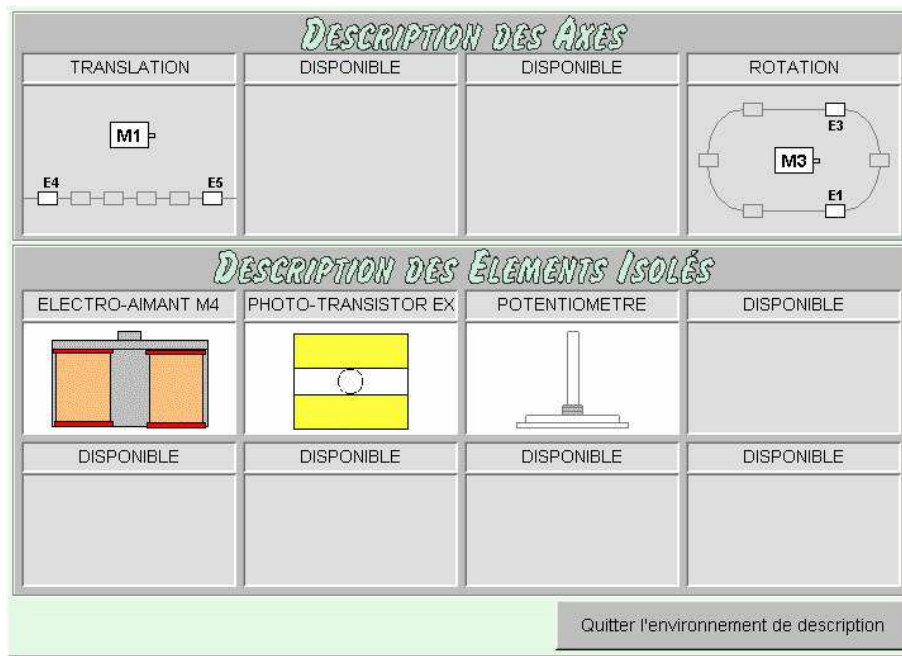 DESCRIPTION DES AXES
TRANSLATION
DISPONIBLE
DISPONIBLE
ROTATION
M1
E4
E5
E3
M3
E1
DESCRIPTION DES ELEMENTS ISOLÉS
ELECTRO-AIMANT M4
PHOTO-TRANSISTOR EX
POTENTIOMETRE
DISPONIBLE
DISPONIBLE
DISPONIBLE
DISPONIBLE
DISPONIBLE
Quitter l'environnement de description